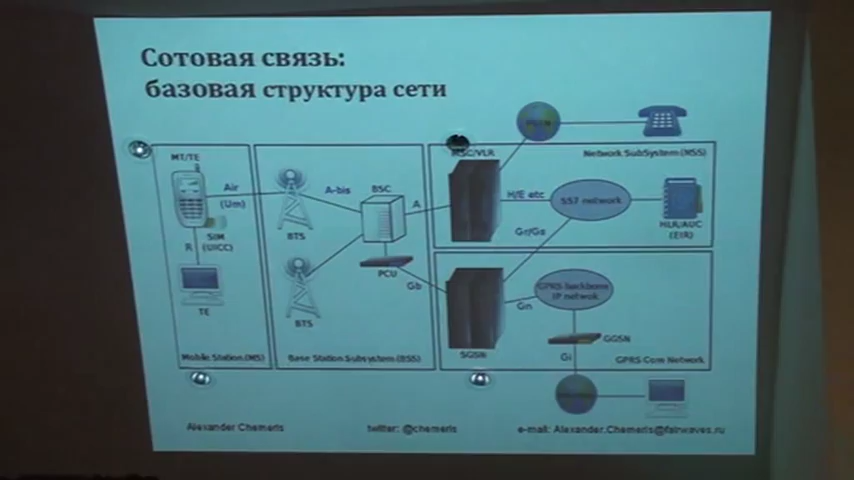 Сотовая связь:
базовая структура сети
PSTN
MSC/VLR
Network SubSystem (NSS)
MT/TE
Air
(Um)
A-bis
BSC
A
H/E etc
SS7 network
HLR/AUC
(EIR)
SIM
(UICC)
R
BTS
Gr/Gs
PCU
Gb
GPRS-backbone
IP netwok
Gn
TE
BTS
SGSN
GGSN
Gi
Mobile Station (MS)
Base Station Subsystem (BSS)
GPRS Core Network
Alexander Chemeris
twitter: @chemeris
e-mail: Alexander.Chemeris@fairwaves.ru